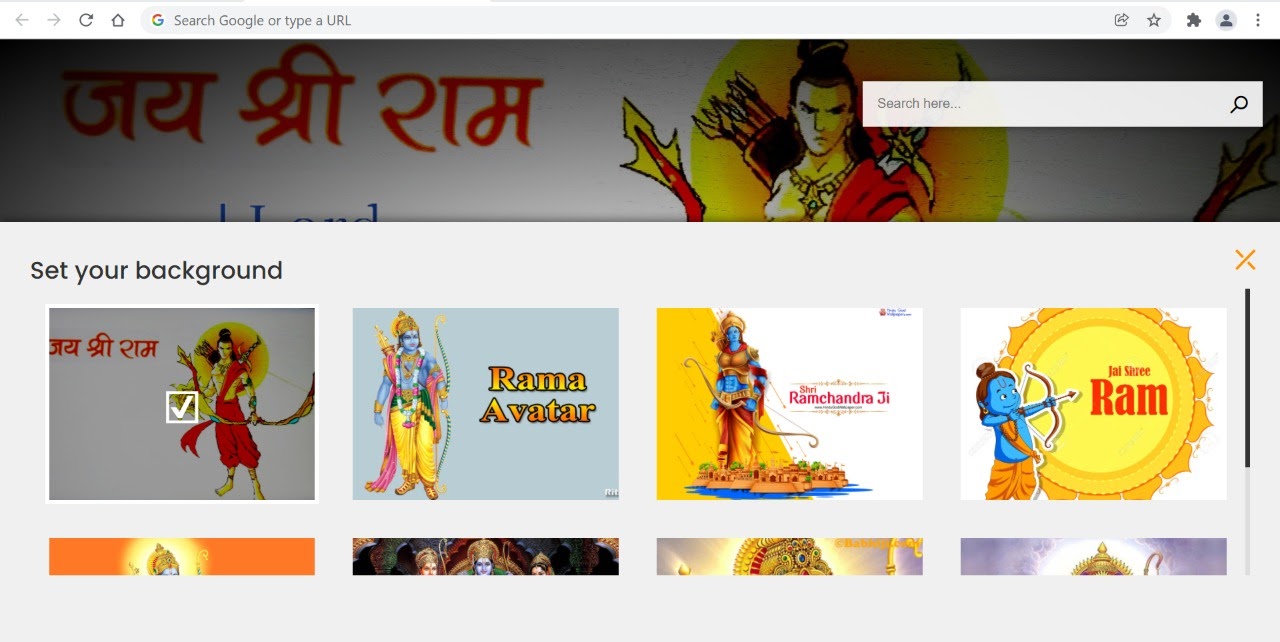 Search Google or type a URL
जय श्री राम
Search here...
Set your background
जय श्री राम
Rama
Avatar
Shri
Ramchandra Ji
Jai Shree
Ram